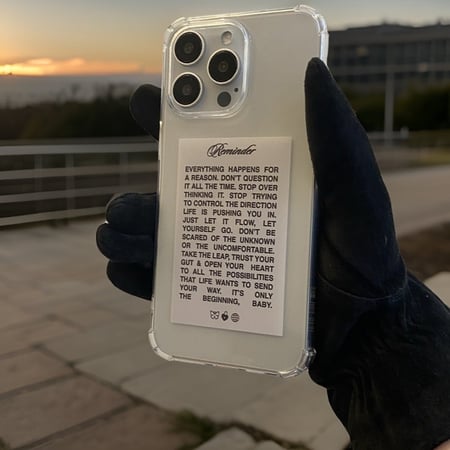 Reminder
EVERYTHING HAPPENS FOR
A REASON. DON'T QUESTION
IT ALL THE TIME. STOP OVER
THINKING IT. STOP TRYING
TO CONTROL THE DIRECTION
LIFE IS PUSHING YOU IN.
JUST LET IT FLOW, LET
YOURSELF GO. DON'T BE
SCARED OF THE UNKNOWN
OR THE UNCOMFORTABLE.
TAKE THE LEAP, TRUST YOUR
GUT & OPEN YOUR HEART
TO ALL THE POSSIBILITIES
THAT LIFE WANTS TO SEND
YOUR WAY. IT'S ONLY
THE BEGINNING, BABY.